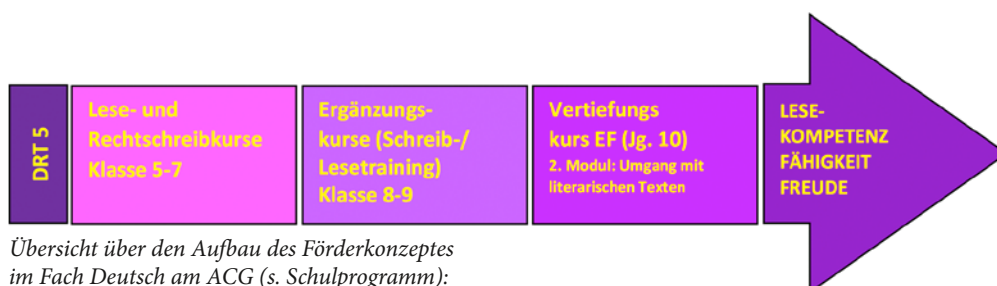 DRT 5
Lese- und
Rechtschreibkurse
Klasse 5-7
Ergänzungs-
kurse (Schreib-/
Lesetraining)
Klasse 8-9
Vertiefungs
kurs EF (Jg. 10)
2. Modul: Umgang mit
literarischen Texten
LESE-
KOMPETENZ
FÄHIGKEIT
FREUDE
Übersicht über den Aufbau des Förderkonzeptes
im Fach Deutsch am ACG (s. Schulprogramm):